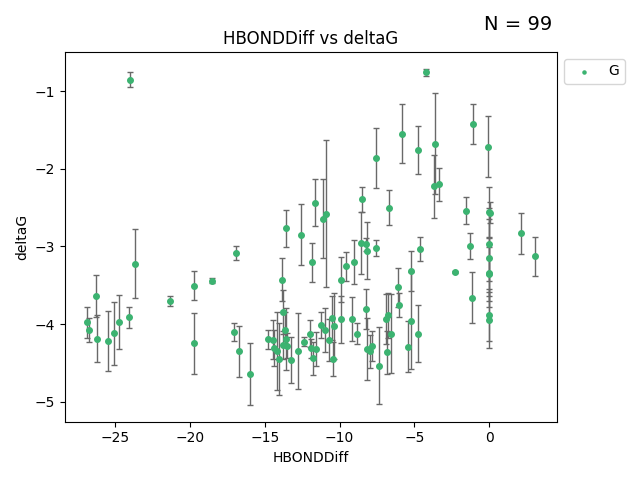 N = 99
HBONDDiff vs deltaG
G
deltaG
−1
−2
−3
−4
−5
−25
−20
−15
−10
−5
0
HBONDDiff